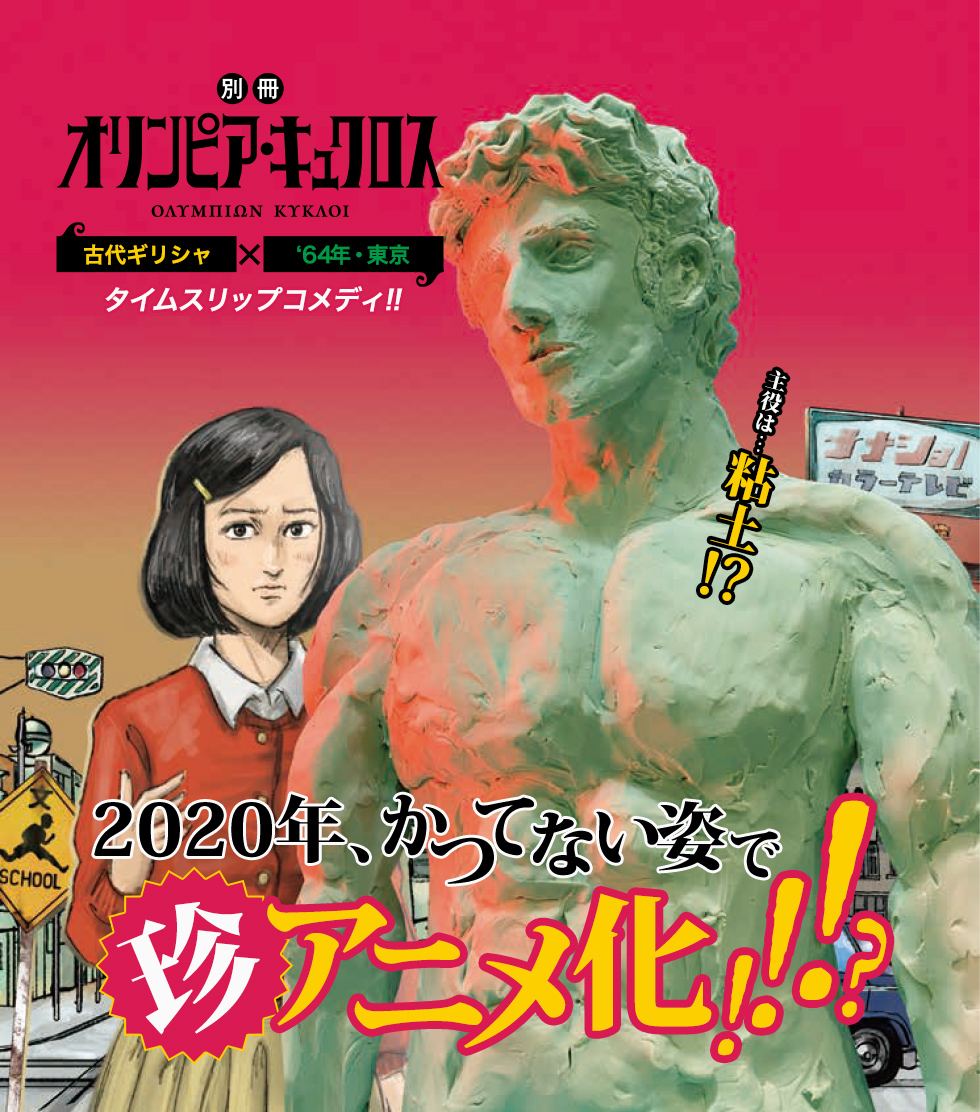 別冊
オリンピア・キュクロス
ΟΛΥΜΠΙΩΝ ΚΥΚΛΟΙ
古代ギリシャ×'64年・東京
タイムスリップコメディ!!
主役は…
粘土!?
ナナショナル
カラーテレビ
文
SCHOOL
2020年、かつてない姿で
珍アニメ化!!!?